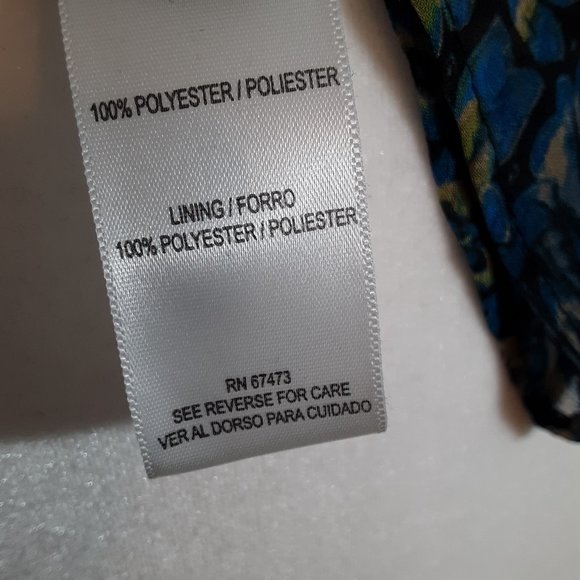 100% POLYESTER / POLIESTER
LINING / FORRO
100% POLYESTER / POLIESTER
RN 67473
SEE REVERSE FOR CARE
VER AL DORSO PARA CUIDADO